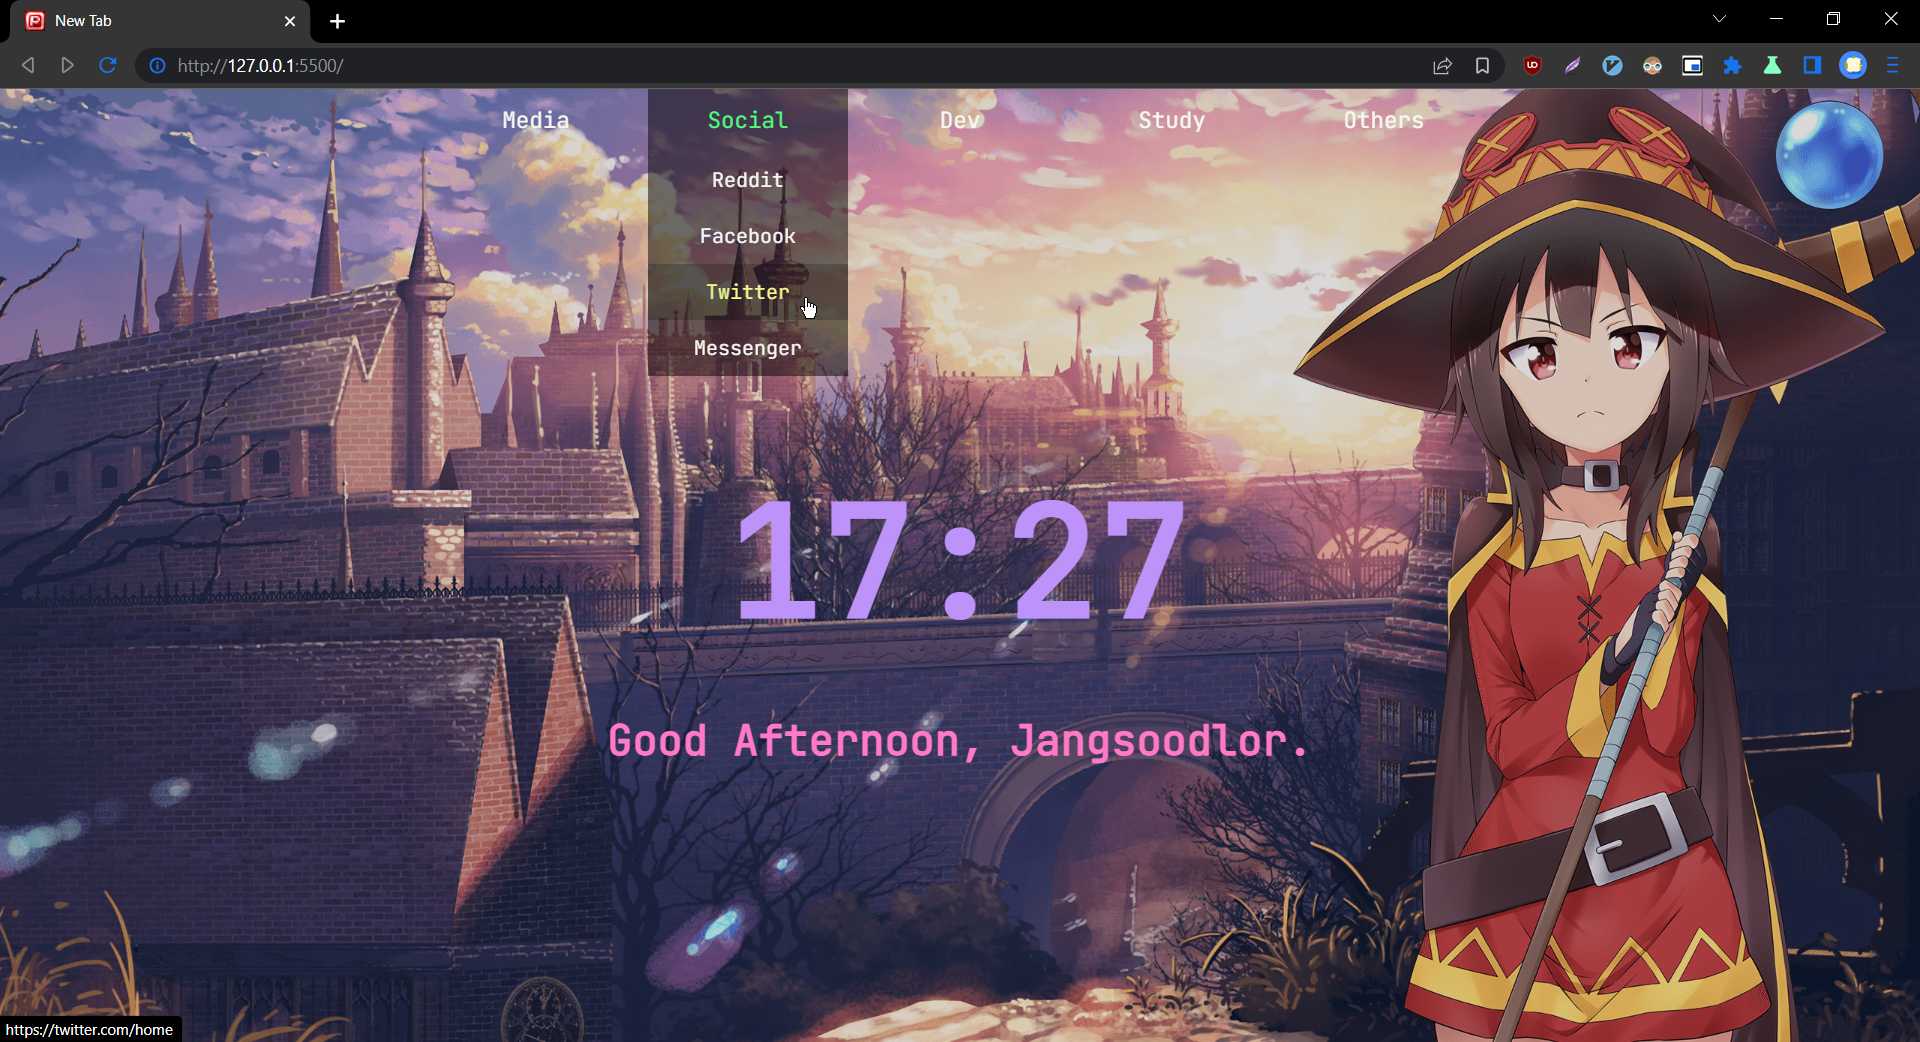 New Tab
http://127.0.0.1:5500/
Media Social Dev Study Others
Reddit
Facebook
Twitter
Messenger
17:27
Good Afternoon, Jangsoodlor.
https://twitter.com/home